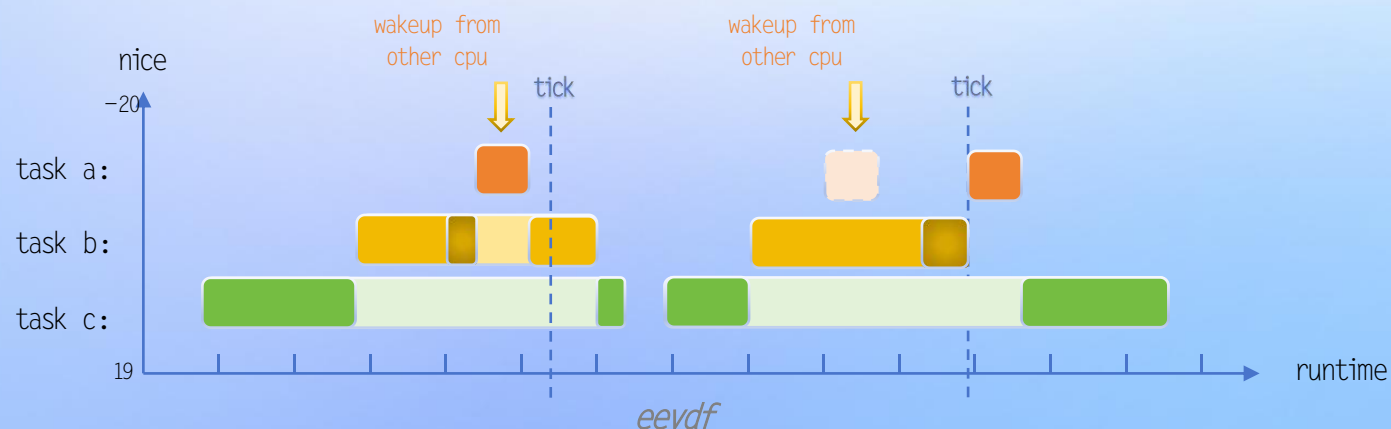 wakeup from
other cpu
wakeup from
other cpu
nice
tick
tick
-20
task a:
task b:
task c:
19
runtime
eevdf